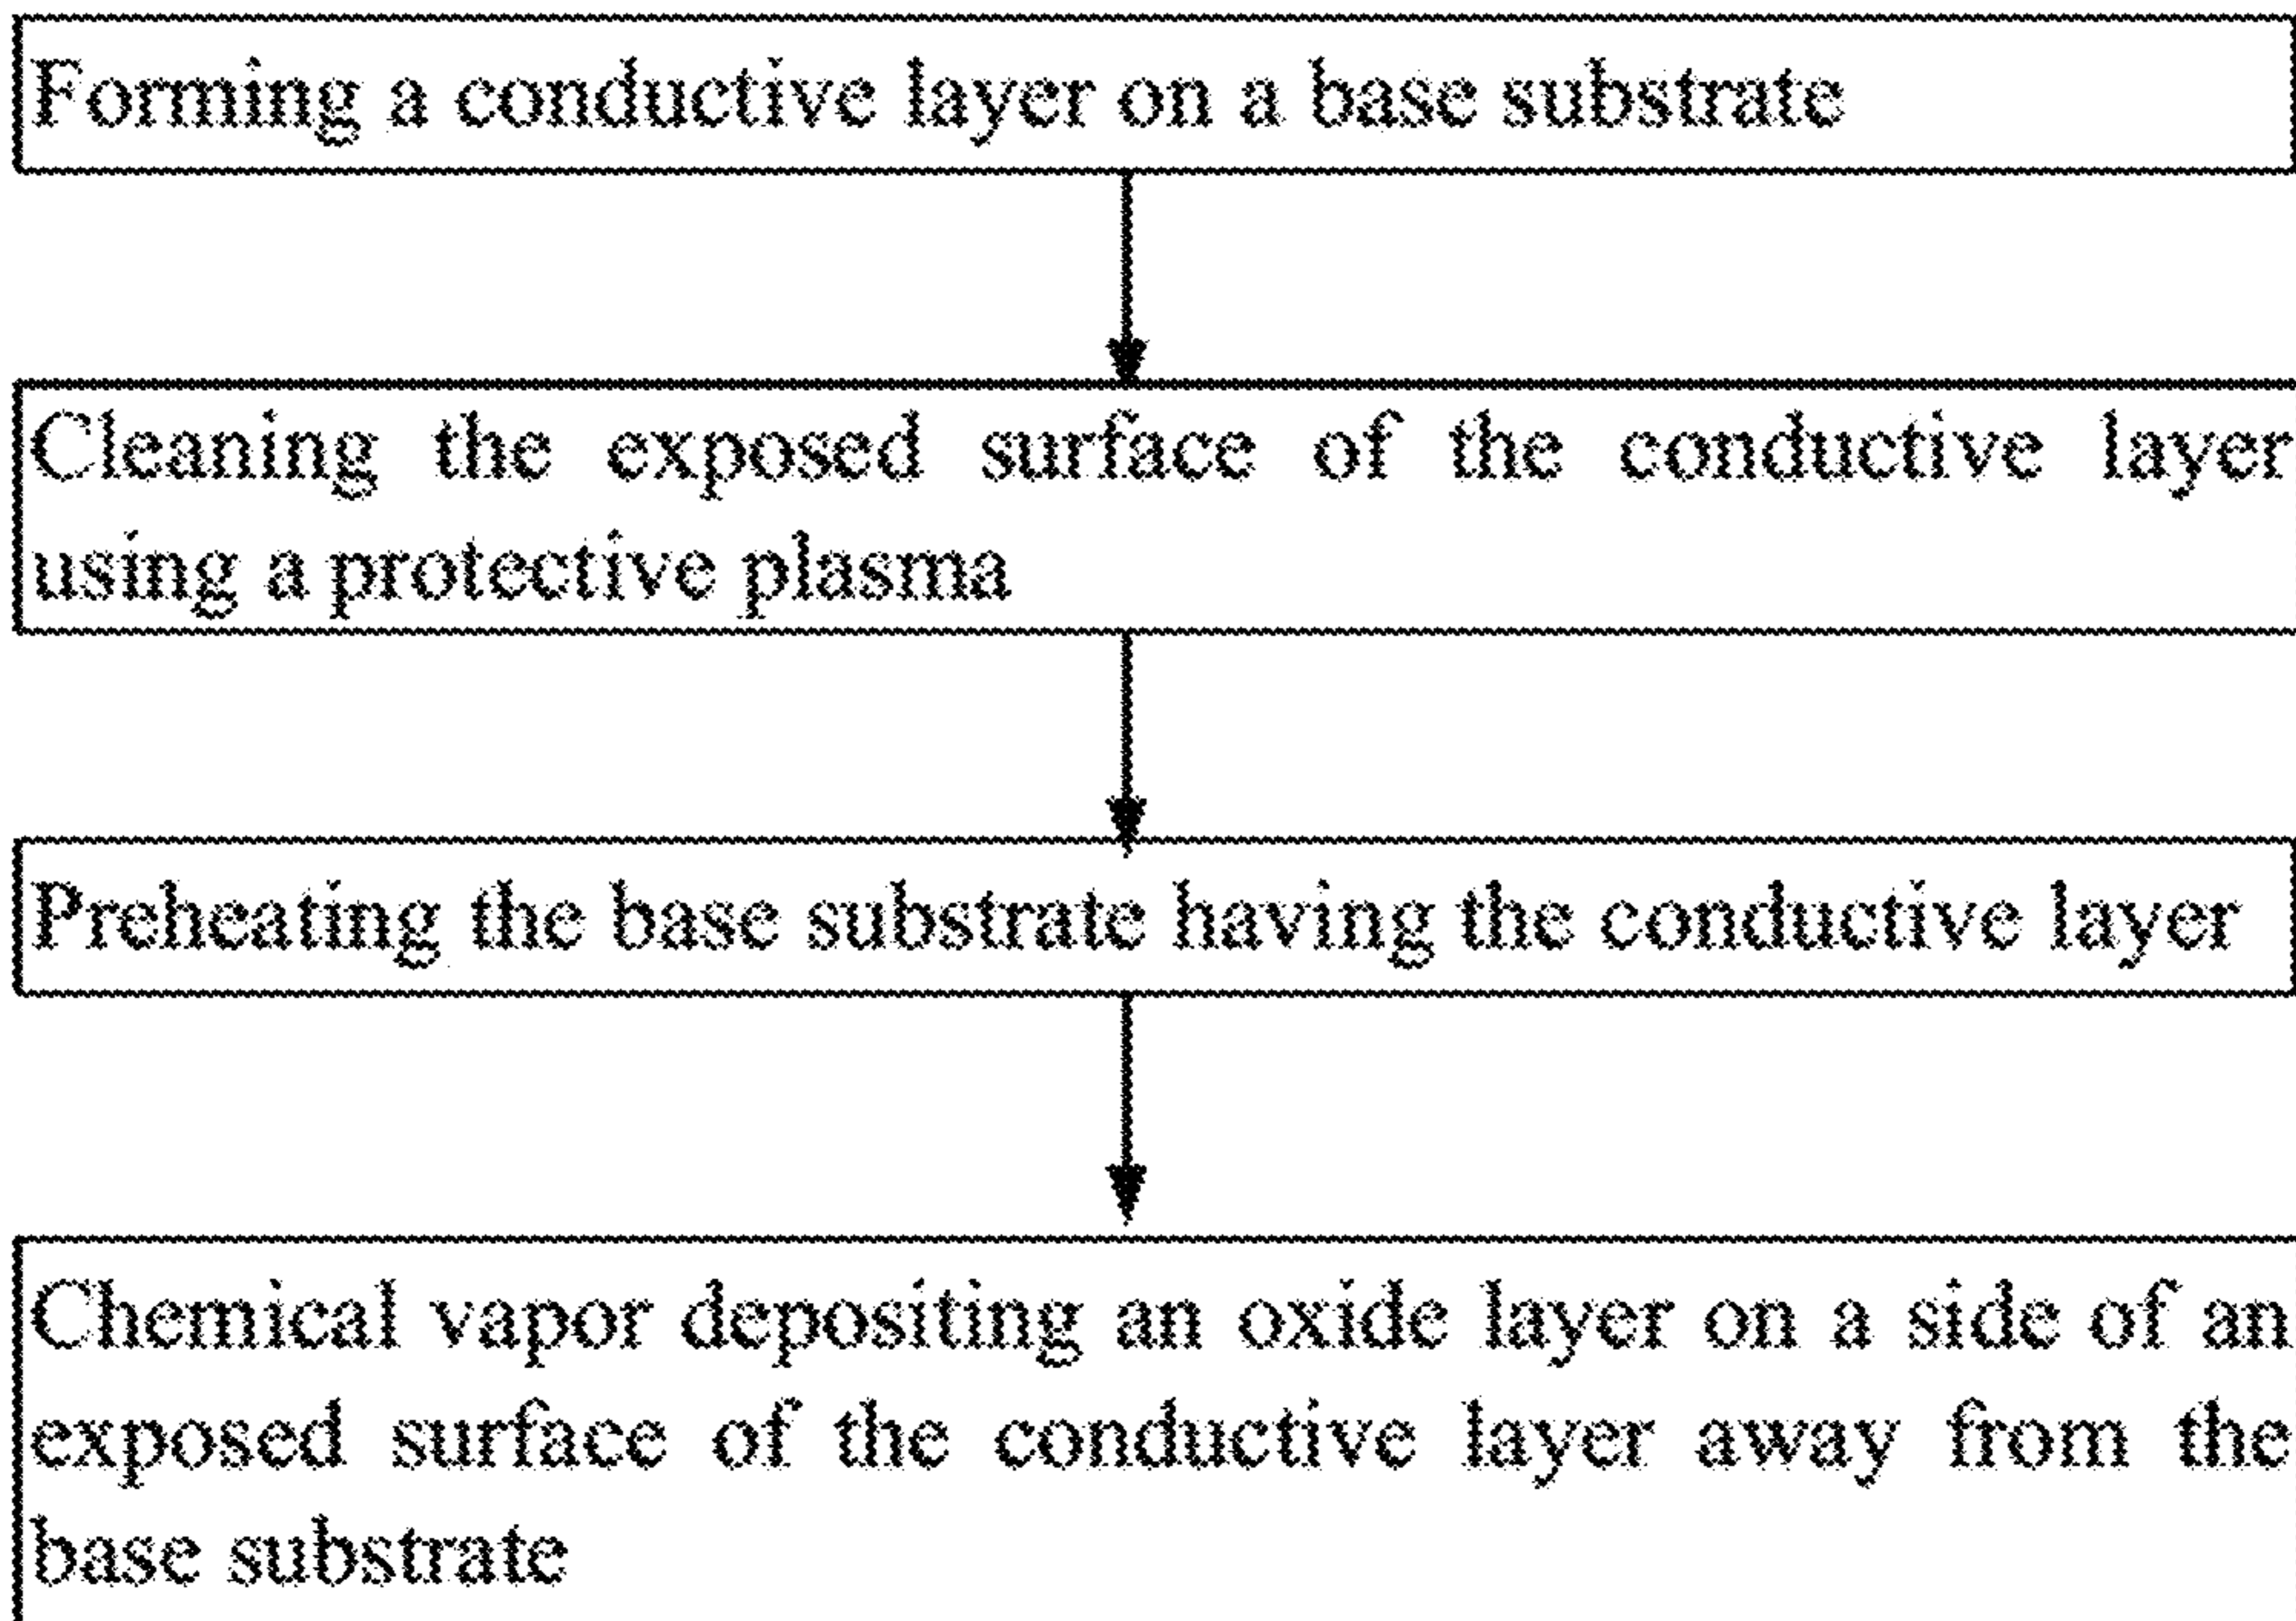 Forming a conductive layer on a base substrate
Cleaning the exposed surface of the conductive layer
using a protective plasma
Preheating the base substrate having the conductive layer
Chemical vapor depositing an oxide layer on a side of an
exposed surface of the conductive layer away from the
base substrate